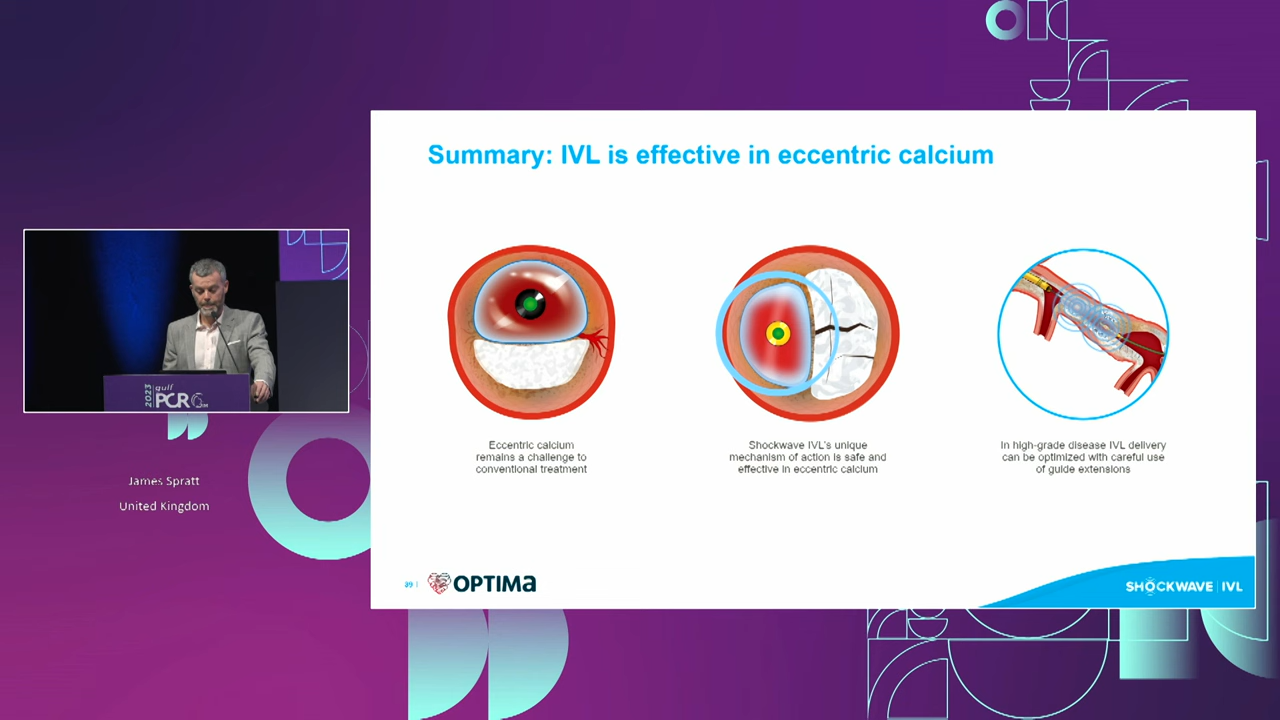 Summary: IVL is effective in eccentric calcium
Eccentric calcium
remains a challenge to
conventional treatment
Shockwave IVL's unique
mechanism of action is safe and
effective in eccentric calcium
In high-grade disease IVL delivery
can be optimized with careful use
of guide extensions
2023 gulf
PCR
James Spratt
United Kingdom
39 |
OPTIMa
SHOCKWAVE | IVL